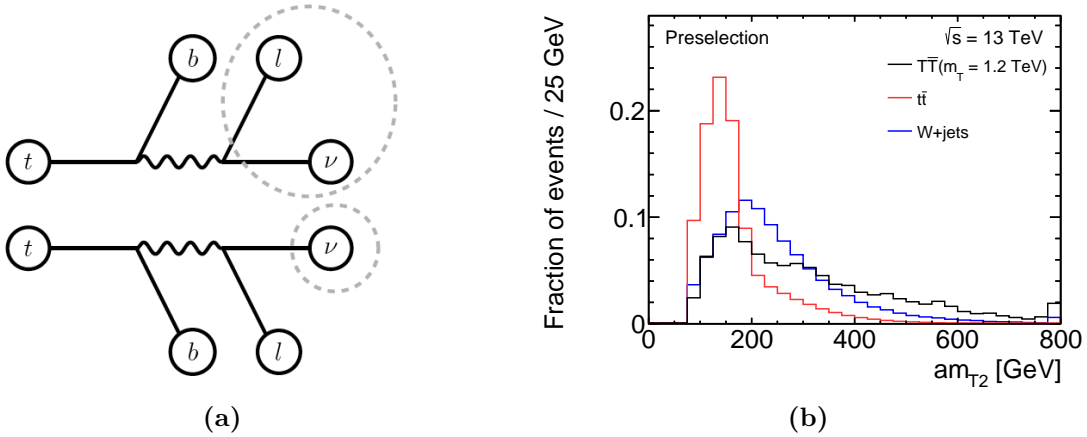 b
l
t
ν
t
ν
b
l
(a)
Fraction of events / 25 GeV
Preselection
√s = 13 TeV
TT̅(m_T = 1.2 TeV)
tt̅
W+jets
0.2
0.1
0
0 200 400 600 800
am_T2 [GeV]
(b)